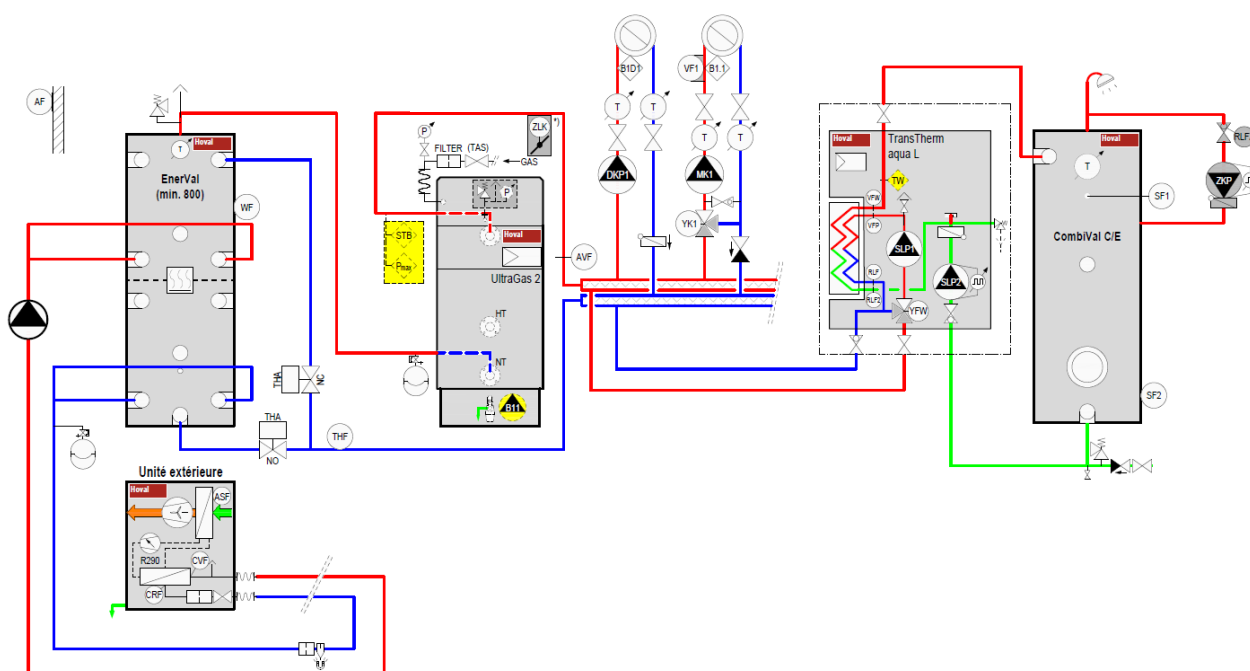 AF
T
Hoval
EnerVal
(min. 800)
WF
THA
NC
THA
NO
THF
Unité extérieure
Hoval
ASF
R290
CVF
CRF
P
FILTER
(TAS)
GAS
ZLK
*)
P
STB
Pmax
Hoval
UltraGas 2
AVF
HT
NT
B11
B1D1
T
T
DKP1
VF1
B1.1
T
T
MK1
YK1
Hoval
TransTherm
aqua L
TW
VFW
VFP
SLP1
RLF
RLF2
SLP2
YFW
Hoval
T
SF1
CombiVal C/E
SF2
ZKP